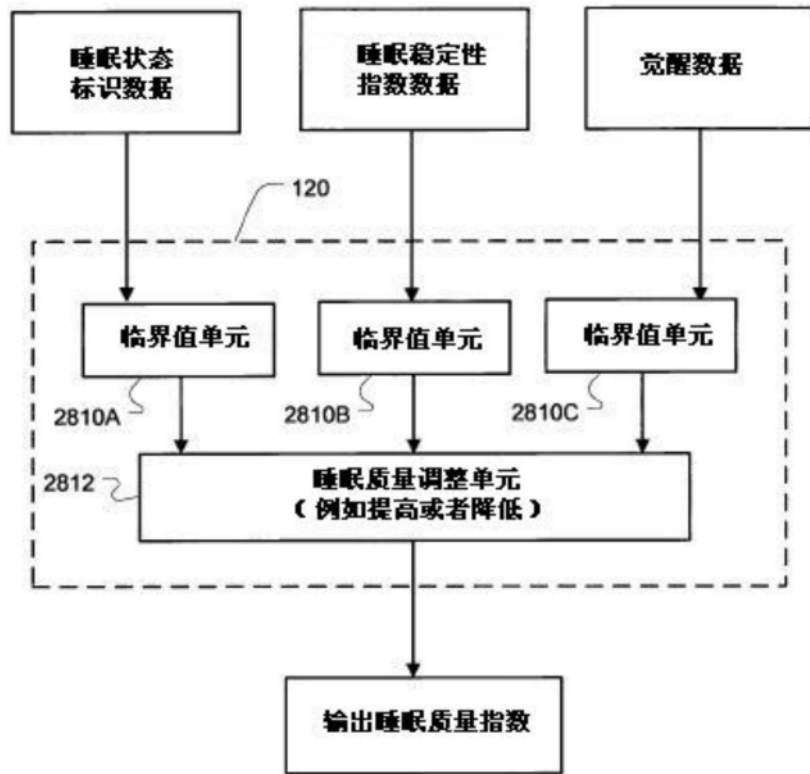 睡眠状态
标识数据
睡眠稳定性
指数数据
觉醒数据
120
临界值单元
临界值单元
临界值单元
2810A
2810B
2810C
2812
睡眠质量调整单元
（例如提高或者降低）
输出睡眠质量指数